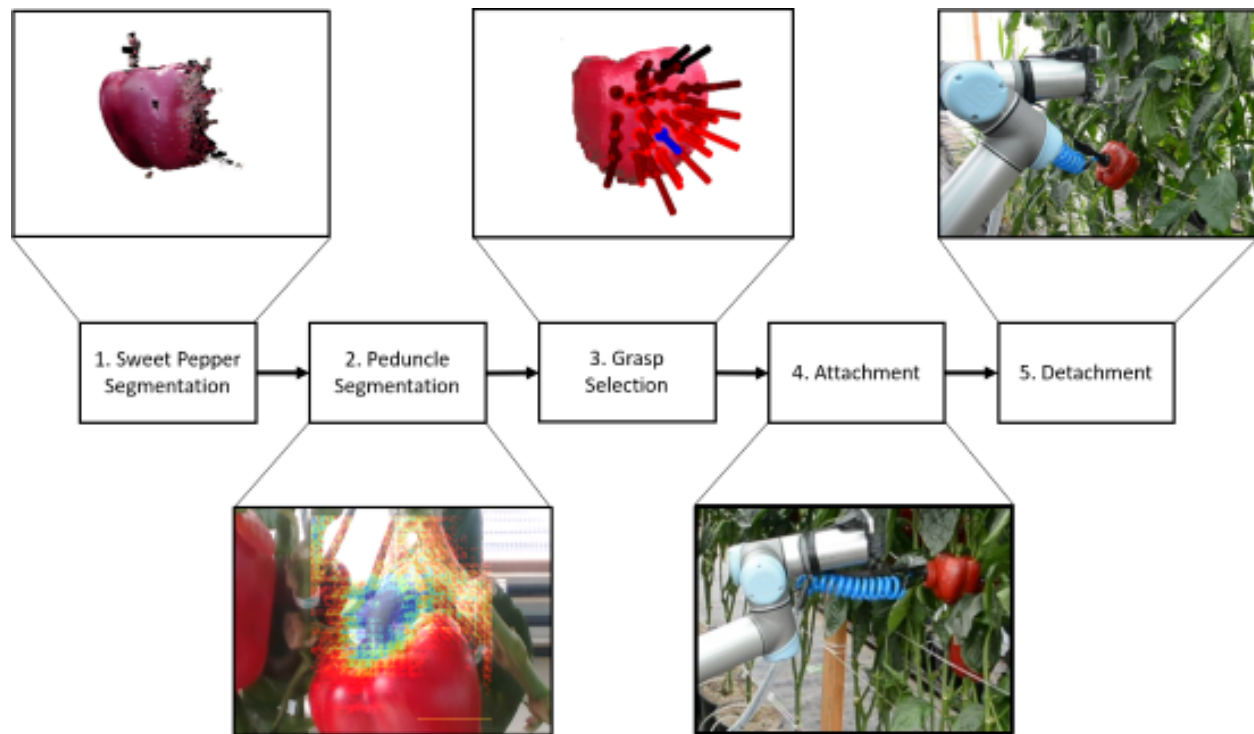 1. Sweet Pepper
Segmentation
2. Peduncle
Segmentation
3. Grasp
Selection
4. Attachment
5. Detachment